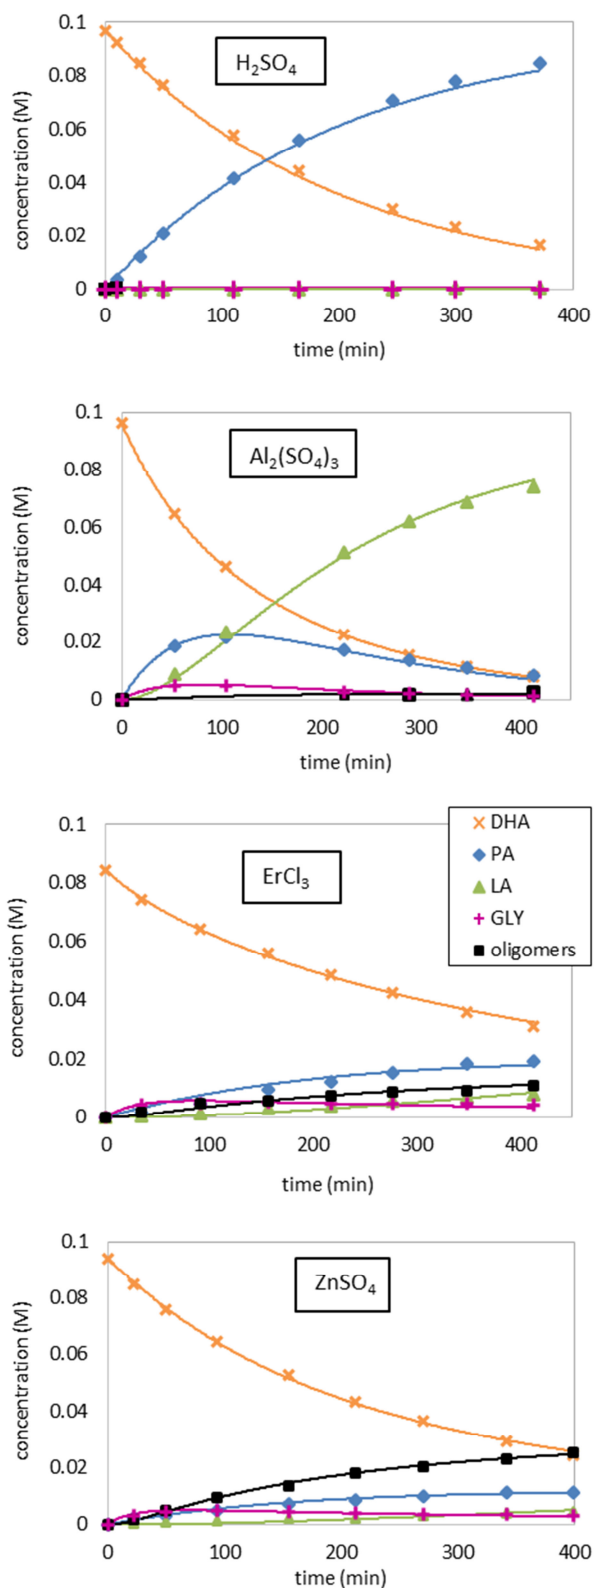 0.1
H2SO4
0.08
0.06
0.04
0.02
0
concentration (M)
0 100 200 300 400
time (min)
0.1
Al2(SO4)3
0.08
0.06
0.04
0.02
0
concentration (M)
0 100 200 300 400
time (min)
0.1
ErCl3
0.08
0.06
0.04
0.02
0
concentration (M)
DHA
PA
LA
GLY
oligomers
0 100 200 300 400
time (min)
0.1
ZnSO4
0.08
0.06
0.04
0.02
0
concentration (M)
0 100 200 300 400
time (min)